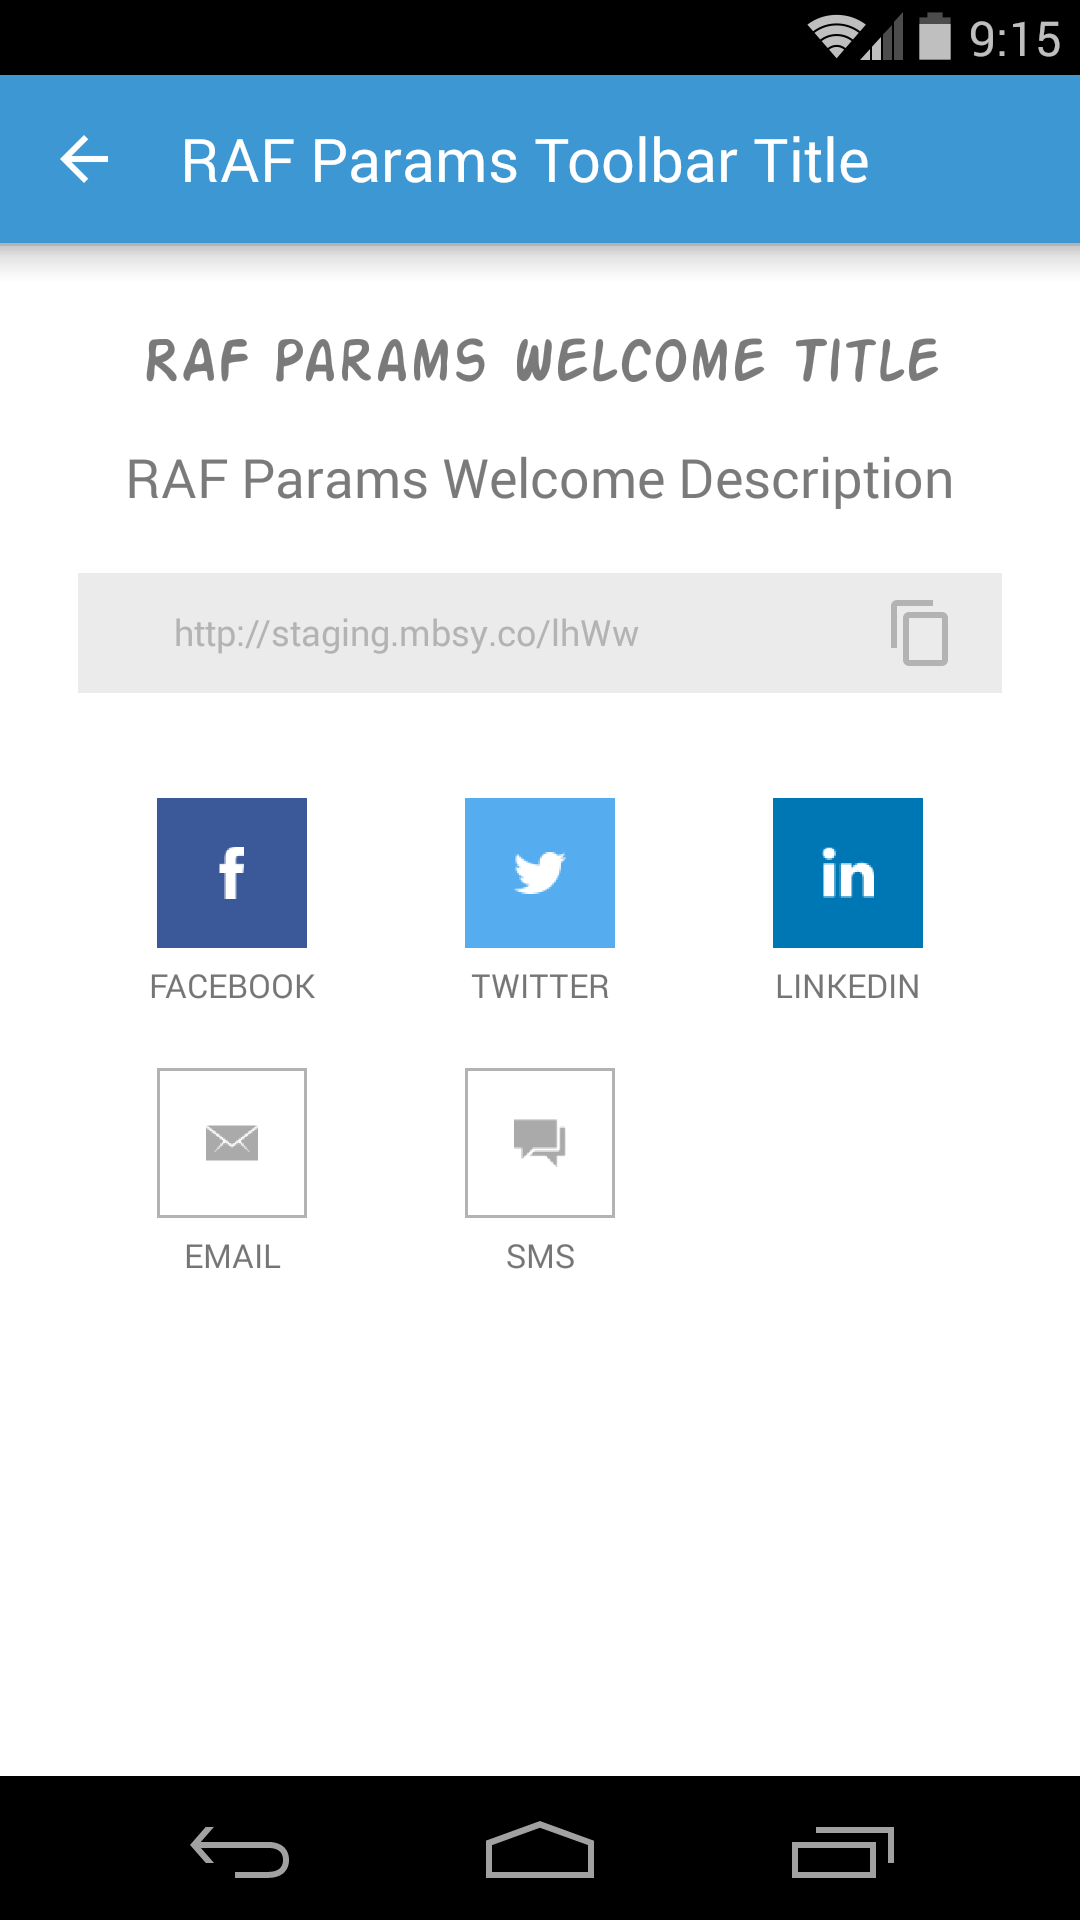 9:15
RAF Params Toolbar Title
RAF PARAMS WELCOME TITLE
RAF Params Welcome Description
http://staging.mbsy.co/lhWw
f
in
FACEBOOK
TWITTER
LINKEDIN
EMAIL
SMS